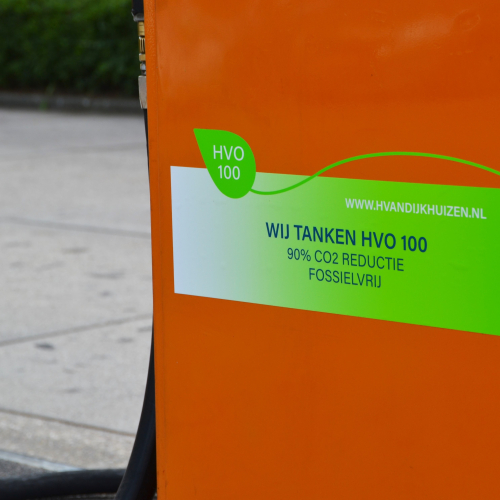 HVO
100
WWW.HVANDIJKHUIZEN.NL
WIJ TANKEN HVO 100
90% CO2 REDUCTIE
FOSSIELVRIJ